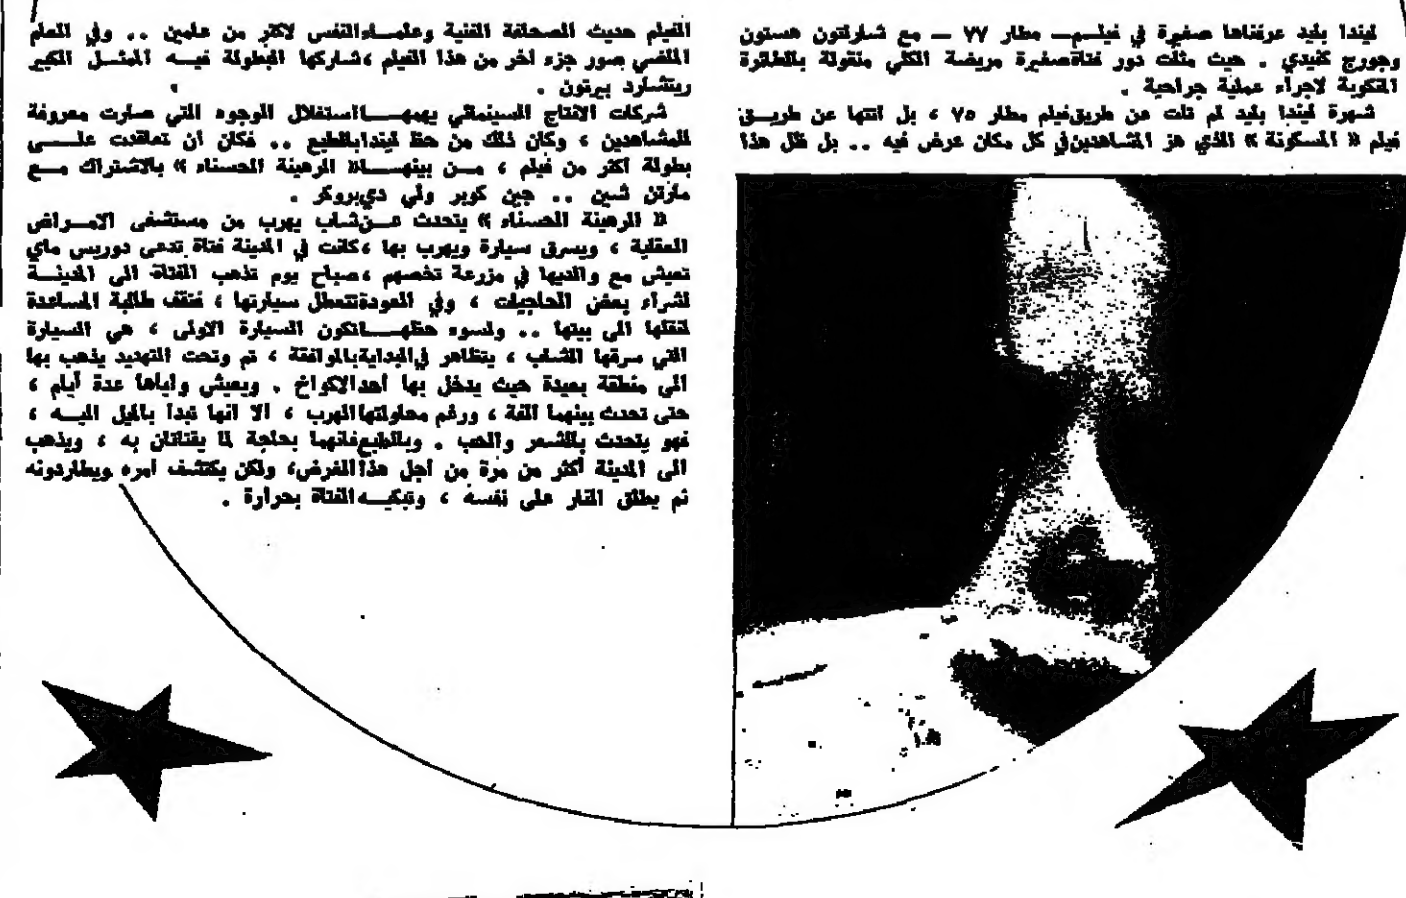 ليندا بليد عرفناها صغيرة في فيلم — مطار ٧٧ — مع شارلتون هستون
وجورج كنيدي . حيث مثلت دور فتاة صغيرة مريضة الكلي منقولة بالطائرة
المنكوبة لاجراء عملية جراحية .
شهرة ليندا بليد لم تات عن طريق فيلم مطار ٧٥ ، بل اتتها عن طريق
فيلم « المسكونة » الذي هز المشاهدين في كل مكان عرض فيه .. بل ظل هذا
الفيلم حديث الصحافة الفنية وعلماء النفس لاكثر من عامين .. وفي العام
الماضي صور جزء اخر من هذا الفيلم ، شاركها البطولة فيه الممثل الكبير
ريتشارد بيرتون .
شركات الانتاج السينمائي يهمها استغلال الوجوه التي صارت معروفة
للمشاهدين ، وكان ذلك من حظ ليندا بالطبع .. فكان ان تعاقدت على
بطولة اكثر من فيلم ، من بينها « الرهينة الحسناء » بالاشتراك مع
مارتن شين .. جين كوبر ولي دي بروكر .
« الرهينة الحسناء » يتحدث عن شاب يهرب من مستشفى الامراض
العقلية ، ويسرق سيارة ويهرب بها ، كانت في المدينة فتاة تدعى دوريس ماي
تعيش مع والديها في مزرعة تخصهم ، صباح يوم تذهب الفتاة الى المدينة
لشراء بعض الحاجيات ، وفي العودة تتعطل سيارتها ، فتقف طالبة المساعدة
لنقلها الى بيتها .. ولسوء حظها تكون السيارة الاولى ، هي السيارة
التي سرقها الشاب ، يتظاهر في البداية بالموافقة ، ثم وتحت التهديد يذهب بها
الى منطقة بعيدة حيث يدخل بها أحد الاكواخ . ويعيش واياها عدة أيام ،
حتى تحدث بينهما الفة ، ورغم محاولتها الهرب ، الا انها تبدأ بالميل اليه ،
فهو يتحدث بالشعر والحب . وبالطبع فانهما بحاجة لما يقتاتان به ، ويذهب
الى المدينة أكثر من مرة من أجل هذا الغرض، ولكن يكتشف امره ويطاردونه
ثم يطلق النار على نفسه ، وتبكيه الفتاة بحرارة .